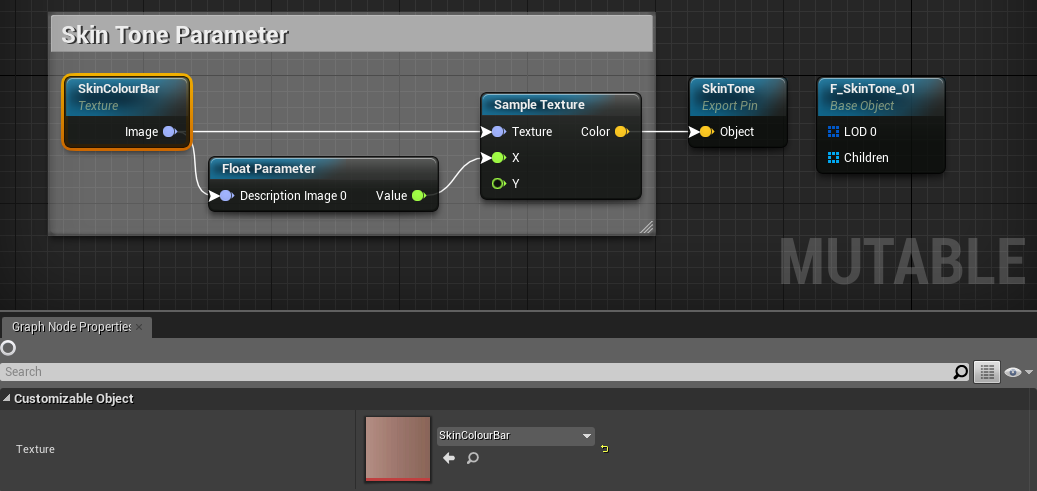 Skin Tone Parameter
SkinColourBar
Texture
Image
Float Parameter
Description Image 0
Value
Sample Texture
Texture
Color
X
Y
SkinTone
Export Pin
Object
F_SkinTone_01
Base Object
LOD 0
Children
MUTABLE
Graph Node Properties
Search
Customizable Object
Texture
SkinColourBar